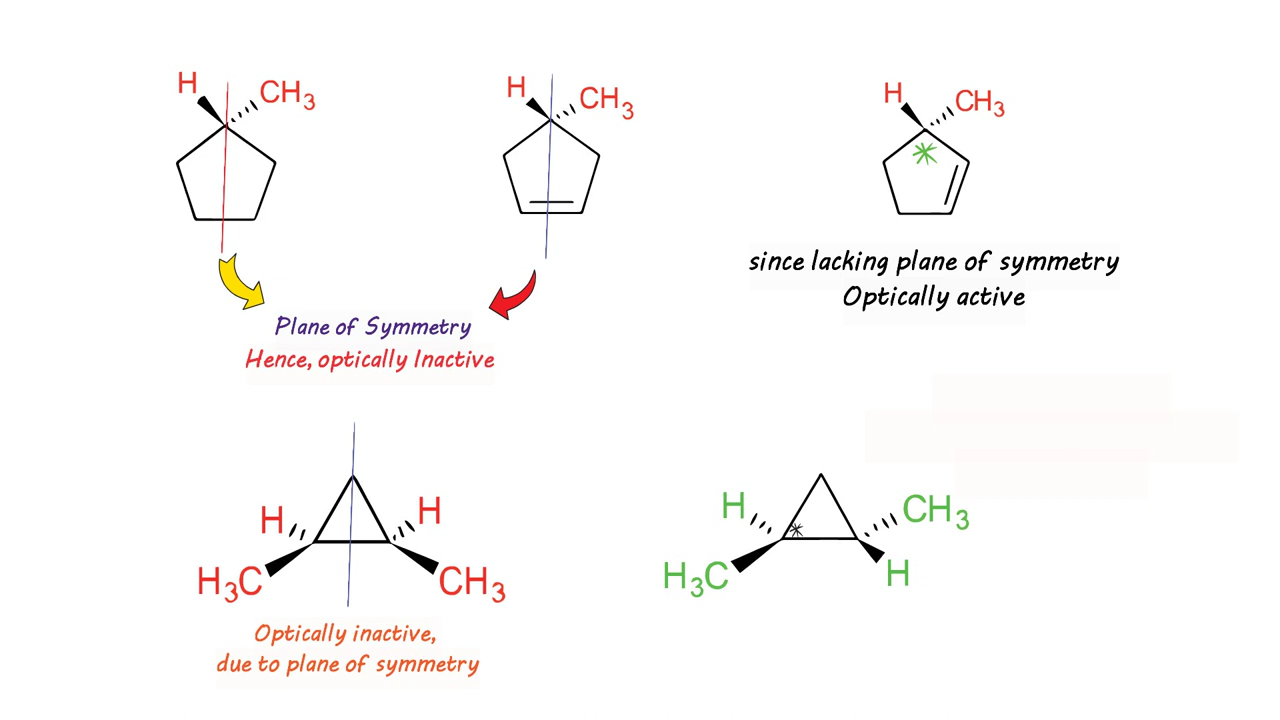 H CH₃
H CH₃
H CH₃
since lacking plane of symmetry
Optically active
Plane of Symmetry
Hence, optically Inactive
H H
H₃C CH₃
Optically inactive,
due to plane of symmetry
H CH₃
H₃C H